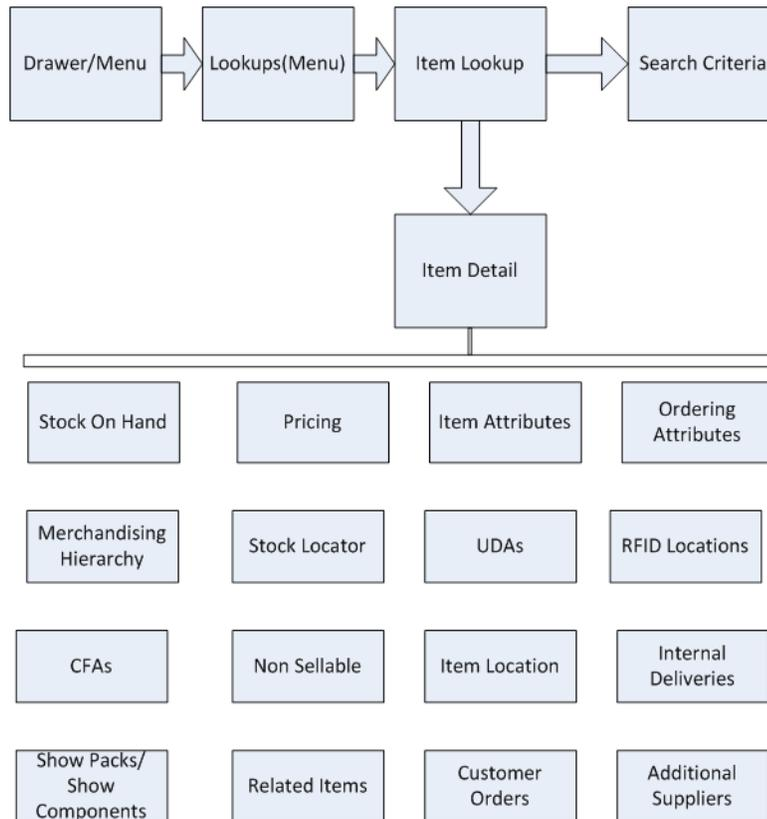 Drawer/Menu
Lookups(Menu)
Item Lookup
Search Criteria
Item Detail
Stock On Hand
Pricing
Item Attributes
Ordering
Attributes
Merchandising
Hierarchy
Stock Locator
UDAs
RFID Locations
CFAs
Non Sellable
Item Location
Internal
Deliveries
Show Packs/
Show
Components
Related Items
Customer
Orders
Additional
Suppliers